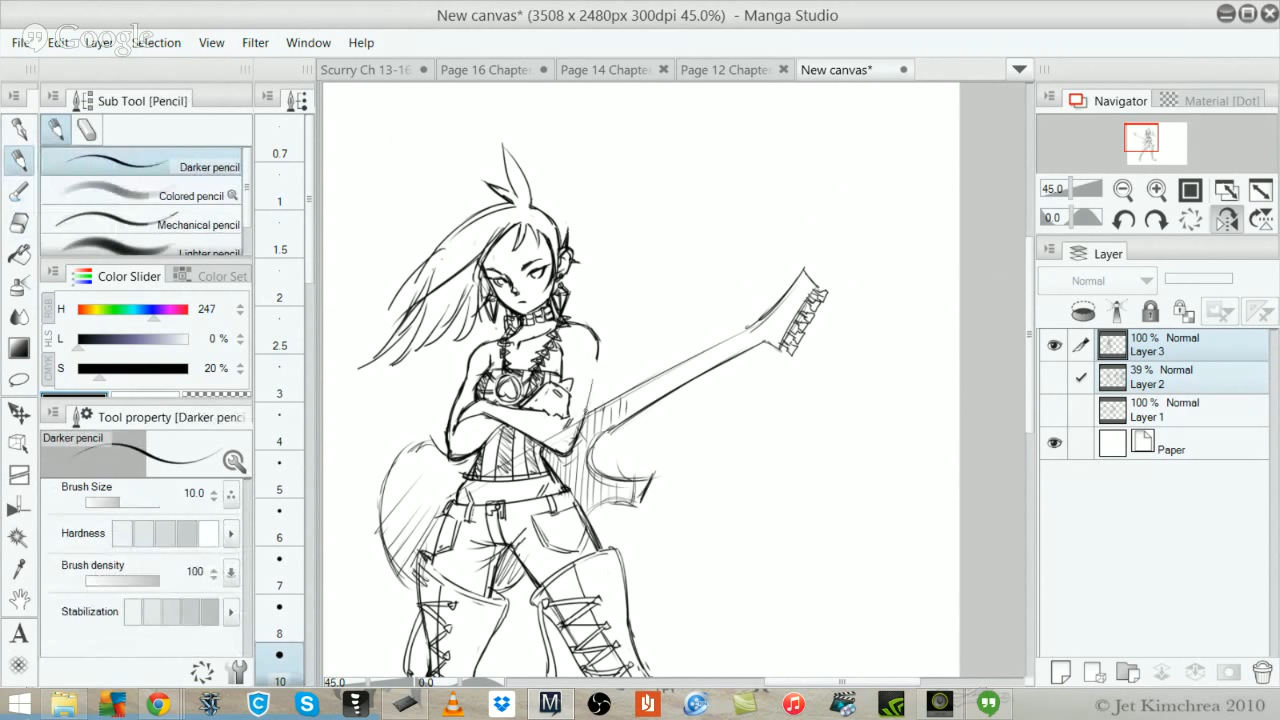 New canvas* (3508 x 2480px 300dpi 45.0%) - Manga Studio
File Edit Layer Selection View Filter Window Help
Google
Scurry Ch 13-16 Page 16 Chapte Page 14 Chapte Page 12 Chapte New canvas*
Sub Tool [Pencil]
Darker pencil
Colored pencil
Mechanical pencil
Lighter pencil
Color Slider Color Set
RGB
HLS
CMYK
H 247
L 0 %
S 20 %
Tool property [Darker penci
Darker pencil
Brush Size 10.0
Hardness
Brush density 100
Stabilization
0.7
1
1.5
2
2.5
3
4
5
6
7
8
10
45.0 0.0
Navigator Material [Dot]
45.0
0.0
Layer
Normal
100 % Normal
Layer 3
39 % Normal
Layer 2
100 % Normal
Layer 1
Paper
A
© Jet Kimchrea 2010